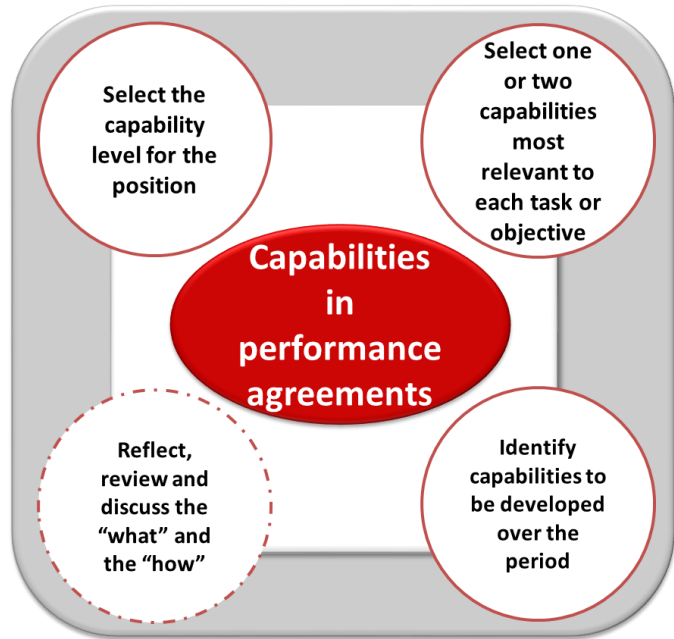 Select the
capability
level for the
position
Select one
or two
capabilities
most
relevant to
each task or
objective
Capabilities
in
performance
agreements
Reflect,
review and
discuss the
“what” and
the “how”
Identify
capabilities to
be developed
over the
period